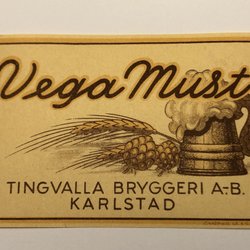 Vega Must
TINGVALLA BRYGGERI A.-B.
KARLSTAD